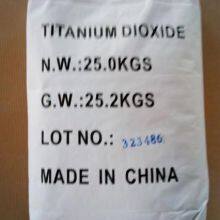 TITANIUM DIOXIDE
N.W.:25.0KGS
G.W.:25.2KGS
LOT NO.: 323486
MADE IN CHINA